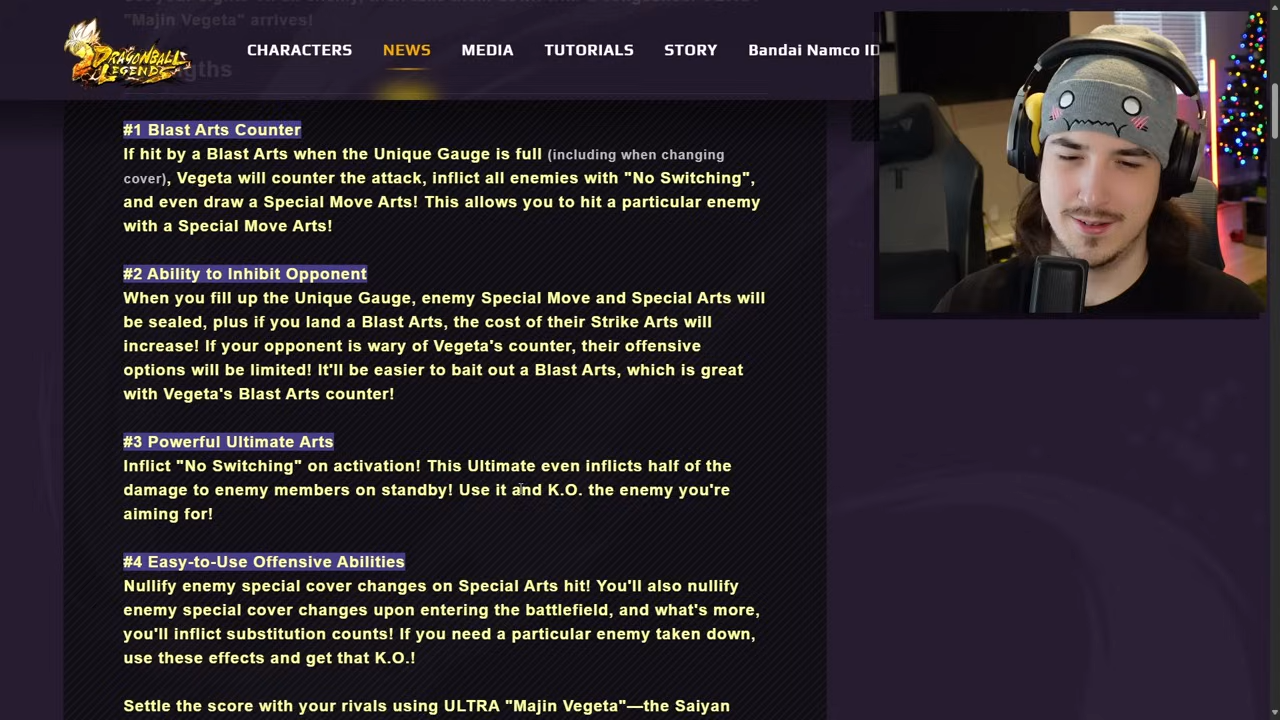 "Majin Vegeta" arrives!
DRAGONBALL
LEGENDS
CHARACTERS
NEWS
MEDIA
TUTORIALS
STORY
Bandai Namco ID
#1 Blast Arts Counter
If hit by a Blast Arts when the Unique Gauge is full (including when changing
cover), Vegeta will counter the attack, inflict all enemies with "No Switching",
and even draw a Special Move Arts! This allows you to hit a particular enemy
with a Special Move Arts!
#2 Ability to Inhibit Opponent
When you fill up the Unique Gauge, enemy Special Move and Special Arts will
be sealed, plus if you land a Blast Arts, the cost of their Strike Arts will
increase! If your opponent is wary of Vegeta's counter, their offensive
options will be limited! It'll be easier to bait out a Blast Arts, which is great
with Vegeta's Blast Arts counter!
#3 Powerful Ultimate Arts
Inflict "No Switching" on activation! This Ultimate even inflicts half of the
damage to enemy members on standby! Use it and K.O. the enemy you're
aiming for!
#4 Easy-to-Use Offensive Abilities
Nullify enemy special cover changes on Special Arts hit! You'll also nullify
enemy special cover changes upon entering the battlefield, and what's more,
you'll inflict substitution counts! If you need a particular enemy taken down,
use these effects and get that K.O.!
Settle the score with your rivals using ULTRA "Majin Vegeta"—the Saiyan